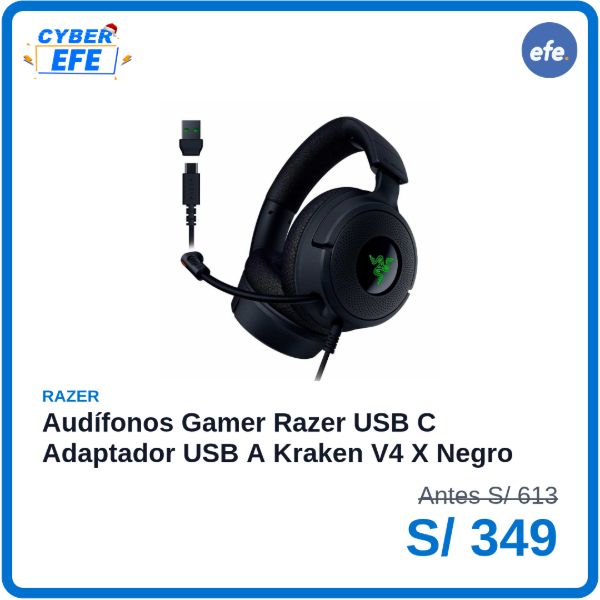 CYBER
EFE
efe.
RAZER
Audífonos Gamer Razer USB C
Adaptador USB A Kraken V4 X Negro
Antes S/ 613
S/ 349